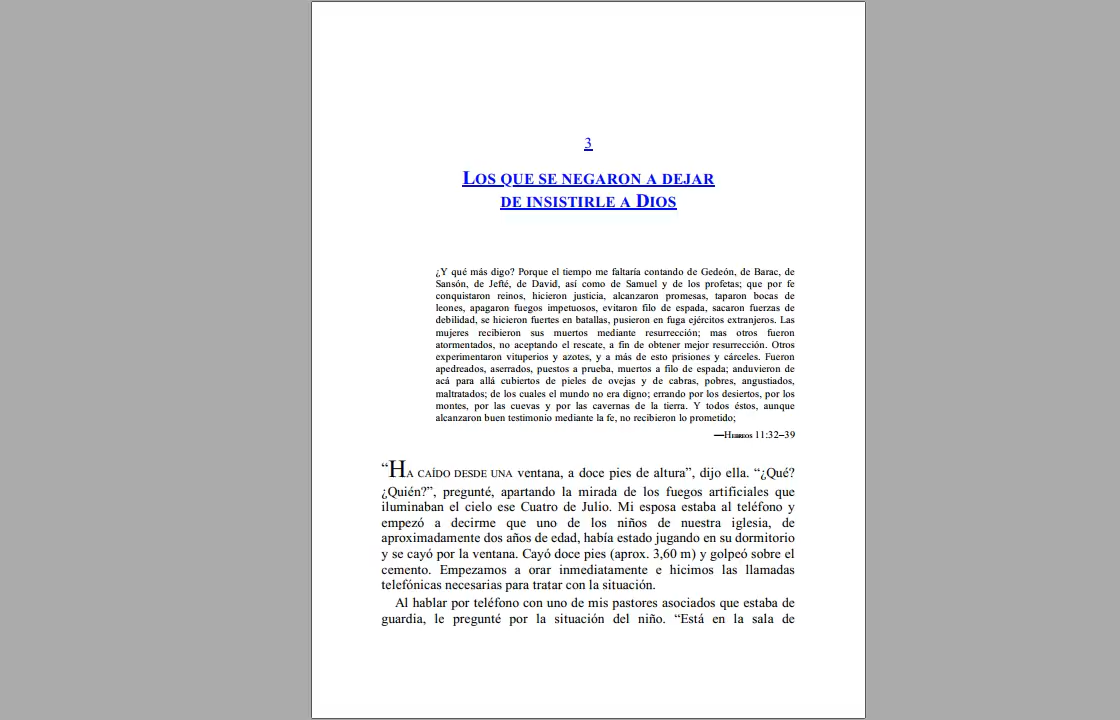 3
LOS QUE SE NEGARON A DEJAR
DE INSISTIRLE A DIOS
¿Y qué más digo? Porque el tiempo me faltaría contando de Gedeón, de Barac, de
Sansón, de Jefté, de David, así como de Samuel y de los profetas; que por fe
conquistaron reinos, hicieron justicia, alcanzaron promesas, taparon bocas de
leones, apagaron fuegos impetuosos, evitaron filo de espada, sacaron fuerzas de
debilidad, se hicieron fuertes en batallas, pusieron en fuga ejércitos extranjeros. Las
mujeres recibieron sus muertos mediante resurrección; mas otros fueron
atormentados, no aceptando el rescate, a fin de obtener mejor resurrección. Otros
experimentaron vituperios y azotes, y a más de esto prisiones y cárceles. Fueron
apedreados, aserrados, puestos a prueba, muertos a filo de espada; anduvieron de
acá para allá cubiertos de pieles de ovejas y de cabras, pobres, angustiados,
maltratados; de los cuales el mundo no era digno; errando por los desiertos, por los
montes, por las cuevas y por las cavernas de la tierra. Y todos éstos, aunque
alcanzaron buen testimonio mediante la fe, no recibieron lo prometido;
—HEBREOS 11:32–39
“HA CAÍDO DESDE UNA ventana, a doce pies de altura”, dijo ella. “¿Qué?
¿Quién?”, pregunté, apartando la mirada de los fuegos artificiales que
iluminaban el cielo ese Cuatro de Julio. Mi esposa estaba al teléfono y
empezó a decirme que uno de los niños de nuestra iglesia, de
aproximadamente dos años de edad, había estado jugando en su dormitorio
y se cayó por la ventana. Cayó doce pies (aprox. 3,60 m) y golpeó sobre el
cemento. Empezamos a orar inmediatamente e hicimos las llamadas
telefónicas necesarias para tratar con la situación.
Al hablar por teléfono con uno de mis pastores asociados que estaba de
guardia, le pregunté por la situación del niño. “Está en la sala de